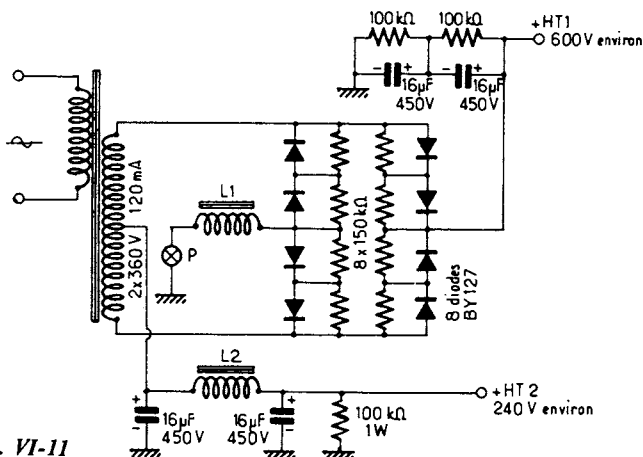 100kΩ
100kΩ
+HT1
600V environ
- +
- +
16µF
450V
16µF
450V
120mA
2x360V
L1
P
8x150kΩ
8 diodes
BY127
L2
+
-
16µF
450V
16µF
450V
+
-
100kΩ
1W
+HT2
240V environ
. VI-11